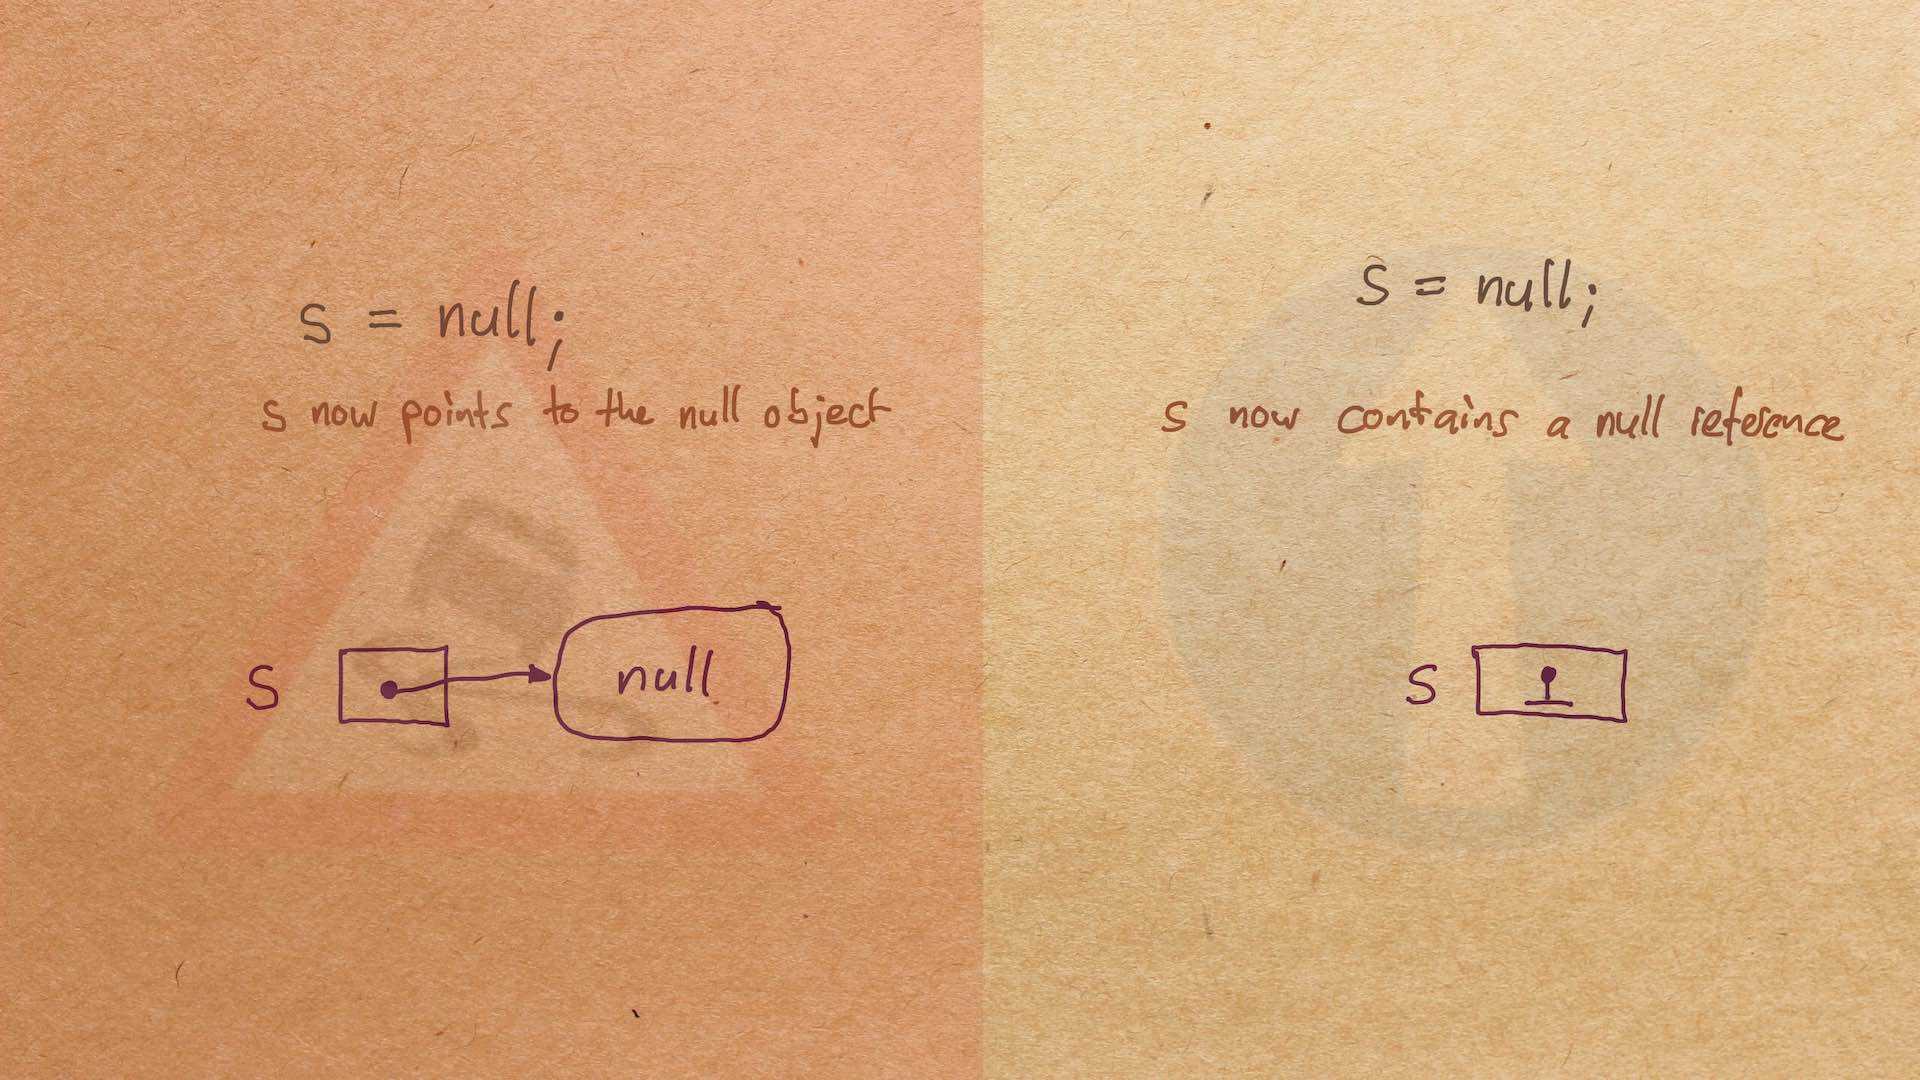 s = null;
s now points to the null object
s
null
s = null;
s now contains a null reference
s